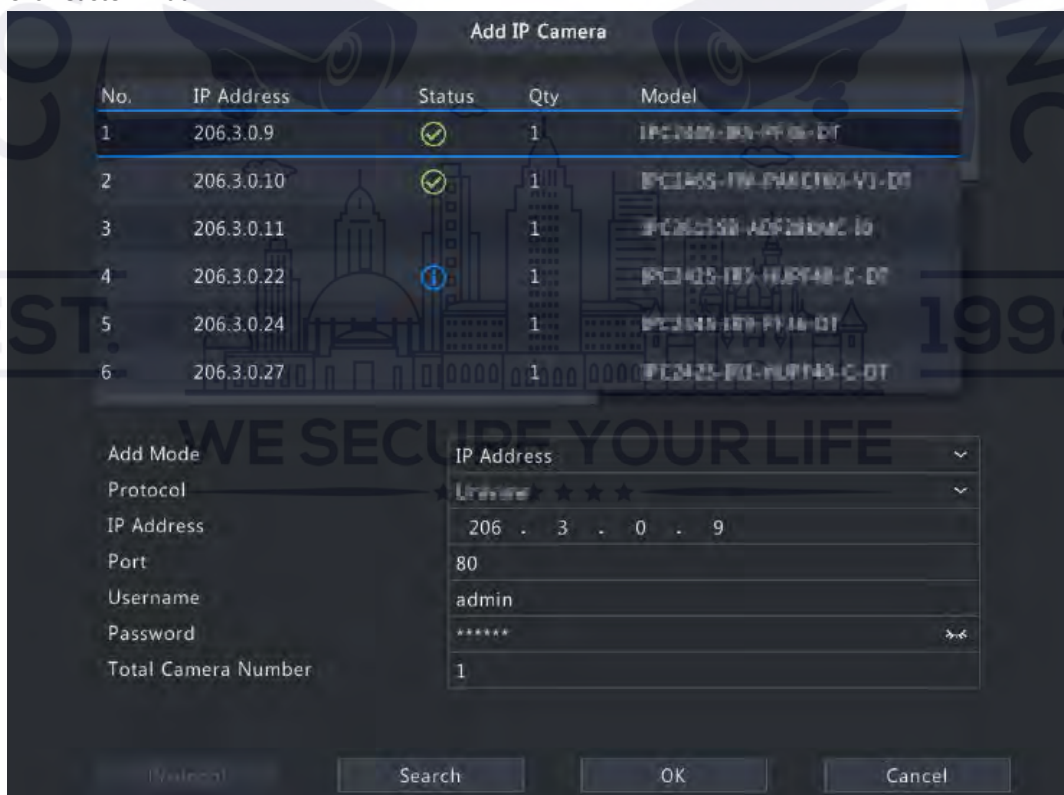 Add IP Camera
No. IP Address Status Qty Model
1 206.3.0.9 1
2 206.3.0.10 1
3 206.3.0.11 1
4 206.3.0.22 1
5 206.3.0.24 1
6 206.3.0.27 1
EST. 199
WE SECURE YOUR LIFE
Add Mode IP Address
Protocol
IP Address 206 . 3 . 0 . 9
Port 80
Username admin
Password ******
Total Camera Number 1
Protocol Search OK Cancel